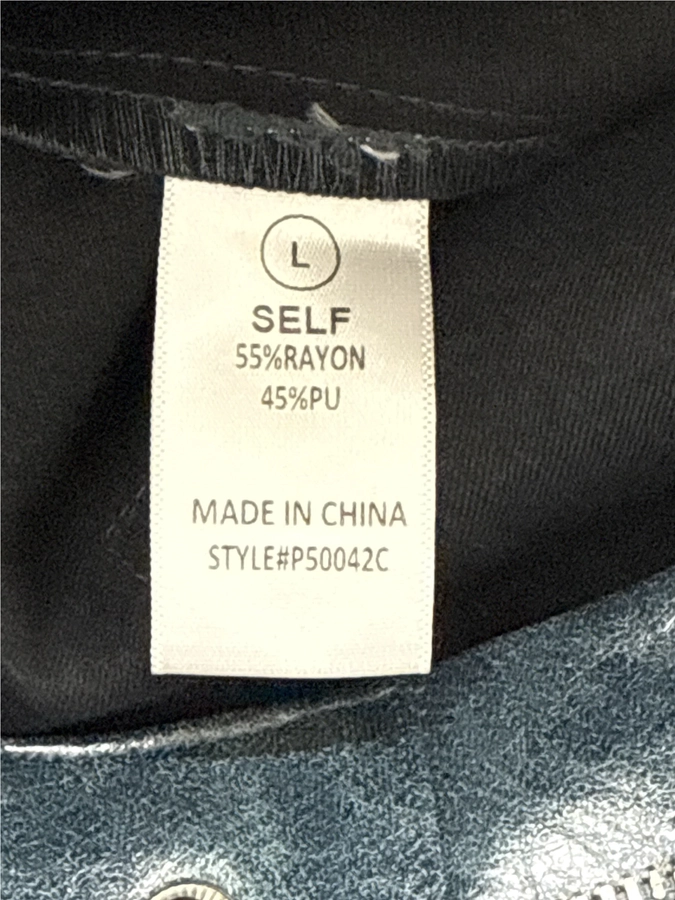 L
SELF
55%RAYON
45%PU
MADE IN CHINA
STYLE#P50042C